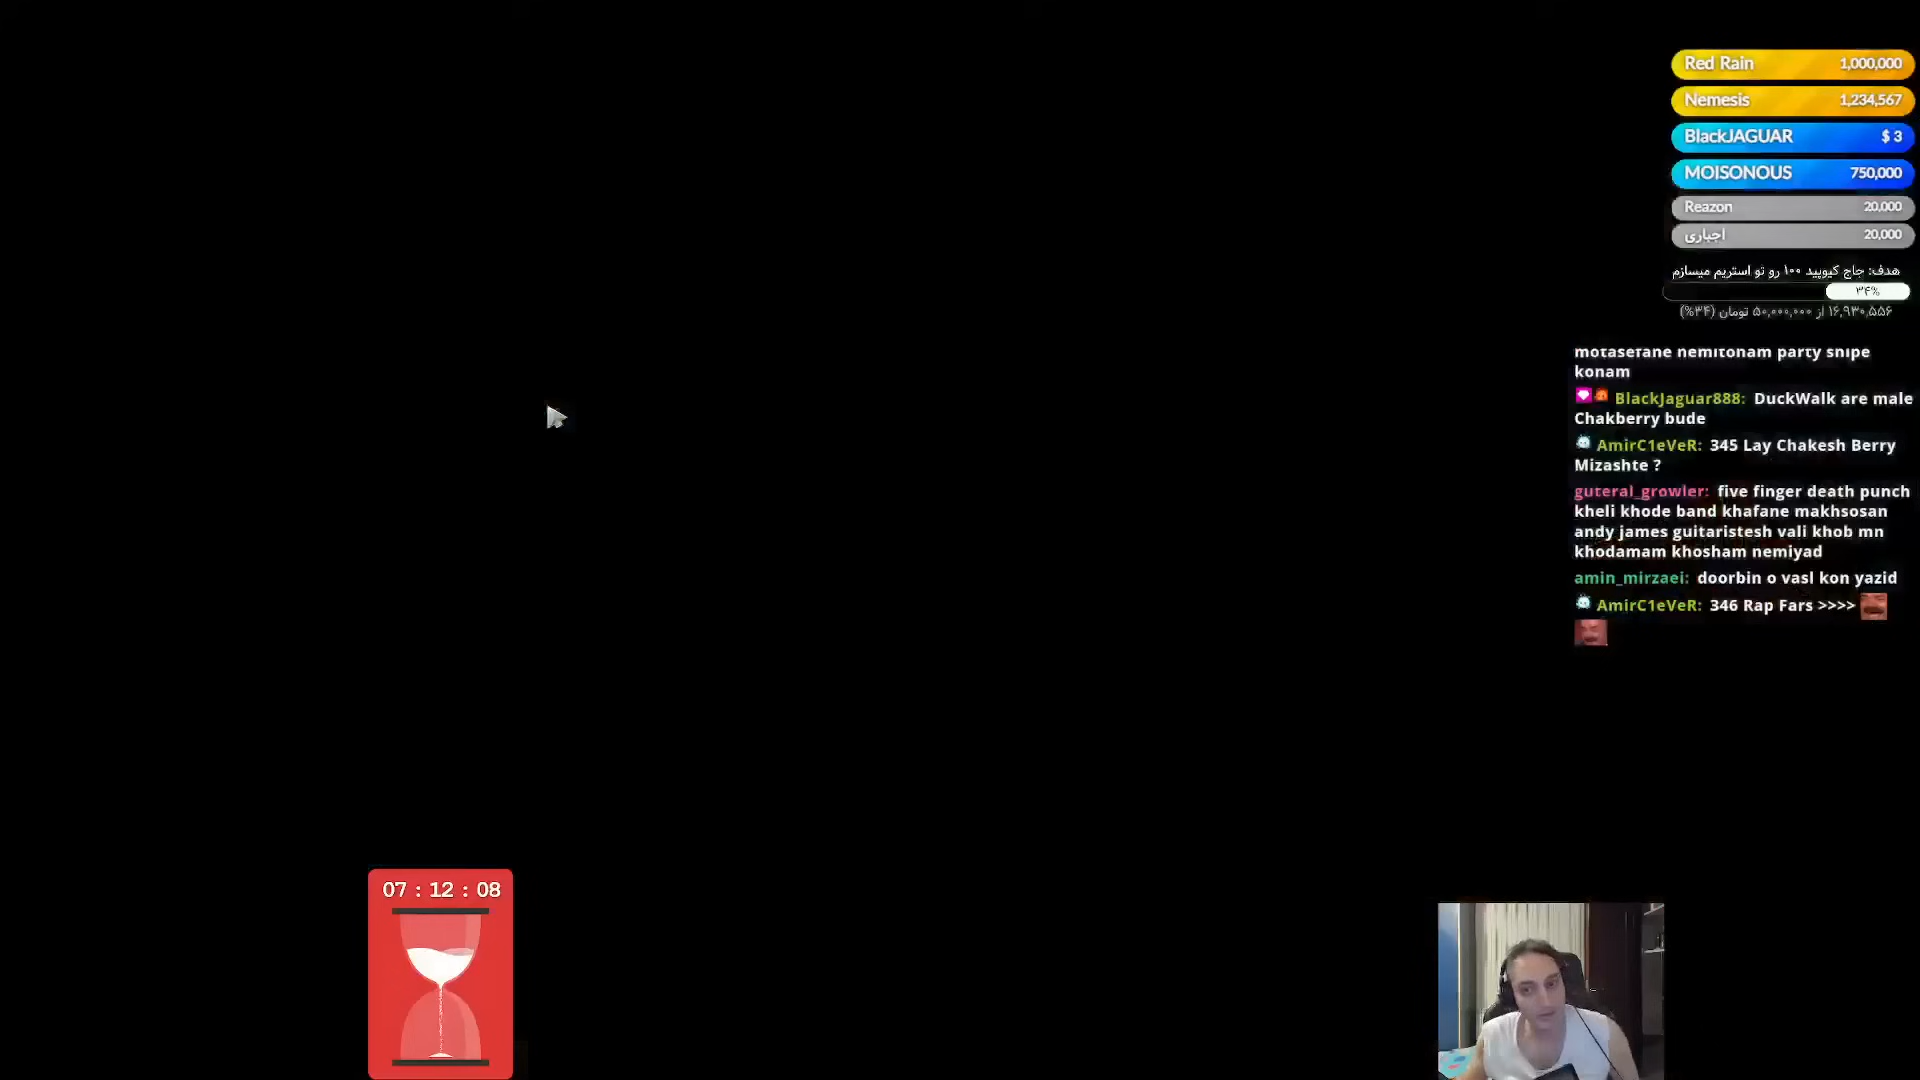 Red Rain 1,000,000
Nemesis 1,234,567
BlackJAGUAR $ 3
MOISONOUS 750,000
Reazon 20,000
اجباری 20,000
هدف: جاج کیوپید ۱۰۰ رو تو استریم میسازم
۳۴%
۱۶,۹۳۰,۵۵۶ از ۵۰,۰۰۰,۰۰۰ تومان (۳۴%)
motasefane nemitonam party snipe
konam
BlackJaguar888: DuckWalk are male
Chakberry bude
AmirC1eVeR: 345 Lay Chakesh Berry
Mizashte ?
guteral_growler: five finger death punch
kheli khode band khafane makhsosan
andy james guitaristesh vali khob mn
khodamam khosham nemiyad
amin_mirzaei: doorbin o vasl kon yazid
AmirC1eVeR: 346 Rap Fars >>>>
07 : 12 : 08